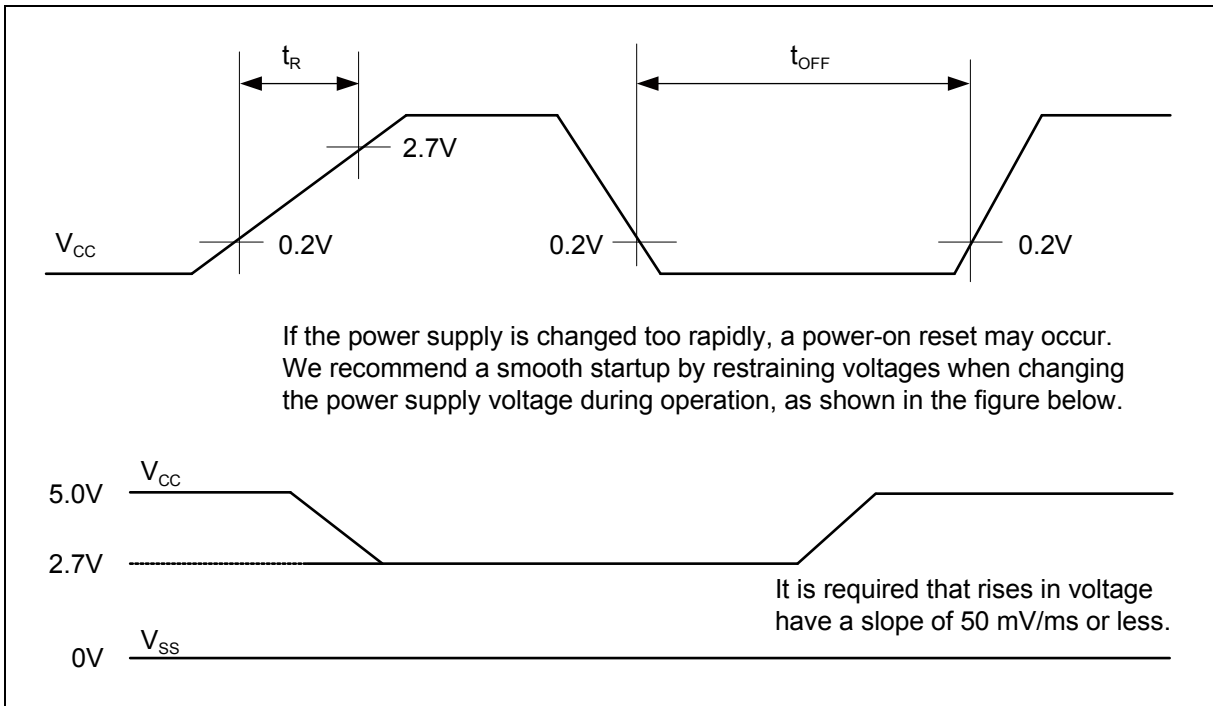 tR tOFF
2.7V
VCC 0.2V 0.2V 0.2V
If the power supply is changed too rapidly, a power-on reset may occur.
We recommend a smooth startup by restraining voltages when changing
the power supply voltage during operation, as shown in the figure below.
VCC
5.0V
2.7V
It is required that rises in voltage
have a slope of 50 mV/ms or less.
VSS
0V